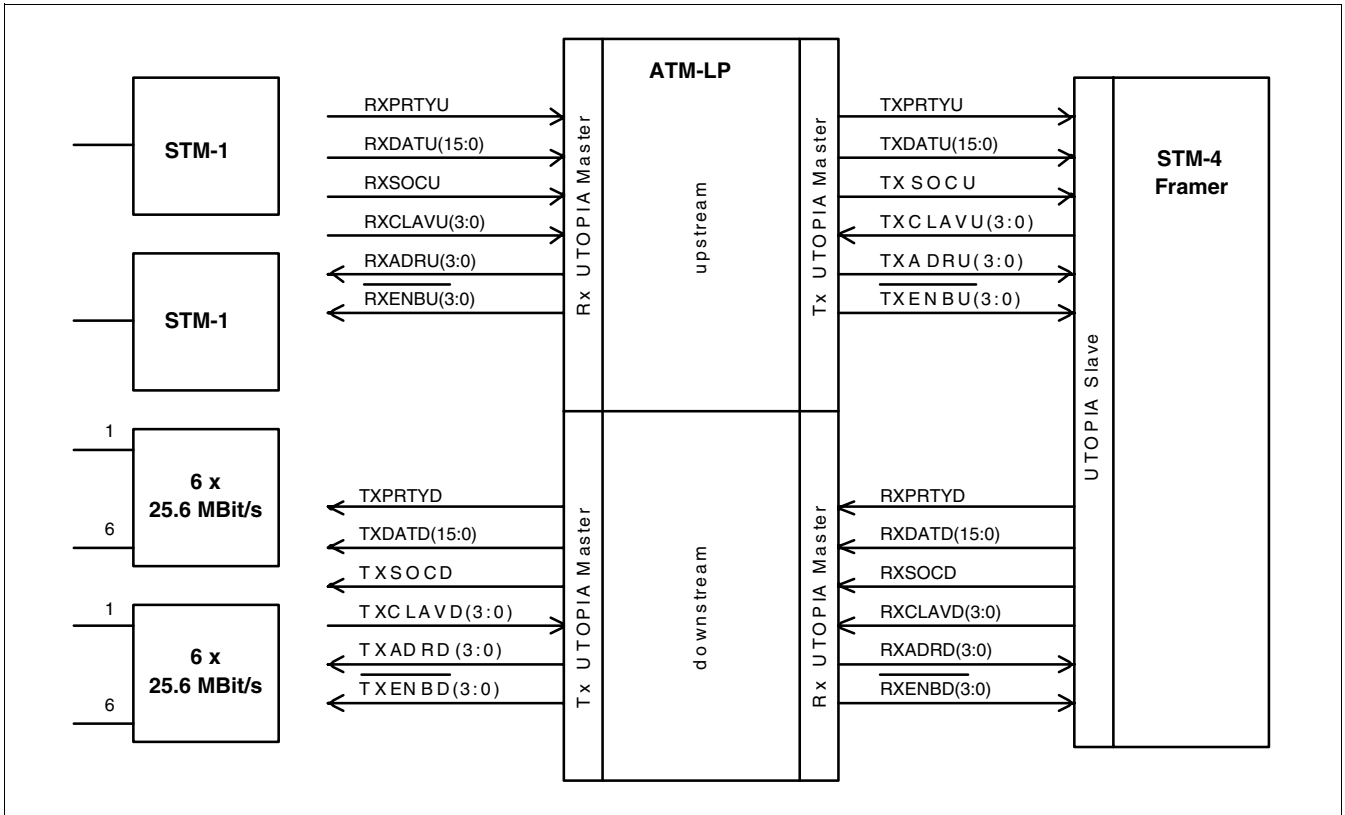 ATM-LP
STM-1
STM-1
1
6 x
25.6 MBit/s
6
1
6 x
25.6 MBit/s
6
RXPRTYU
RXDATU(15:0)
RXSOCU
RXCLAVU(3:0)
RXADRU(3:0)
RXENBU(3:0)
TXPRTYD
TXDATD(15:0)
TXSOCD
TXCLAVD(3:0)
TXADRD(3:0)
TXENBD(3:0)
Rx UTOPIA Master
Tx UTOPIA Master
upstream
downstream
Tx UTOPIA Master
Rx UTOPIA Master
TXPRTYU
TXDATU(15:0)
TXSOCU
TXCLAVU(3:0)
TXADRU(3:0)
TXENBU(3:0)
RXPRTYD
RXDATD(15:0)
RXSOCD
RXCLAVD(3:0)
RXADRD(3:0)
RXENBD(3:0)
UTOPIA Slave
STM-4
Framer